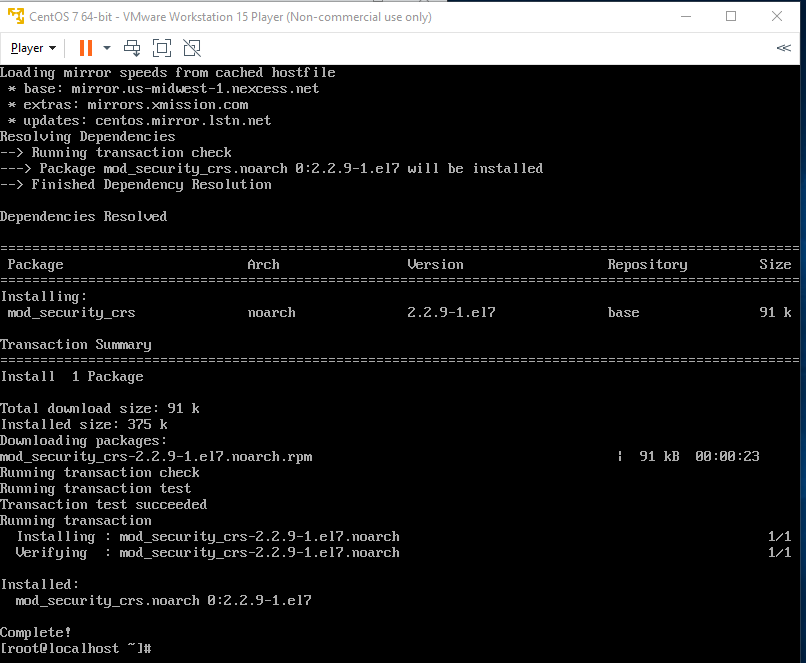 CentOS 7 64-bit - VMware Workstation 15 Player (Non-commercial use only)
Player
Loading mirror speeds from cached hostfile
 * base: mirror.us-midwest-1.nexcess.net
 * extras: mirrors.xmission.com
 * updates: centos.mirror.lstn.net
Resolving Dependencies
--> Running transaction check
---> Package mod_security_crs.noarch 0:2.2.9-1.el7 will be installed
--> Finished Dependency Resolution

Dependencies Resolved

====================================================================================================
 Package                       Arch                Version                  Repository         Size
====================================================================================================
Installing:
 mod_security_crs              noarch              2.2.9-1.el7              base               91 k

Transaction Summary
====================================================================================================
Install  1 Package

Total download size: 91 k
Installed size: 375 k
Downloading packages:
mod_security_crs-2.2.9-1.el7.noarch.rpm                                      |  91 kB  00:00:23
Running transaction check
Running transaction test
Transaction test succeeded
Running transaction
  Installing : mod_security_crs-2.2.9-1.el7.noarch                                              1/1
  Verifying  : mod_security_crs-2.2.9-1.el7.noarch                                              1/1

Installed:
  mod_security_crs.noarch 0:2.2.9-1.el7

Complete!
[root@localhost ~]#